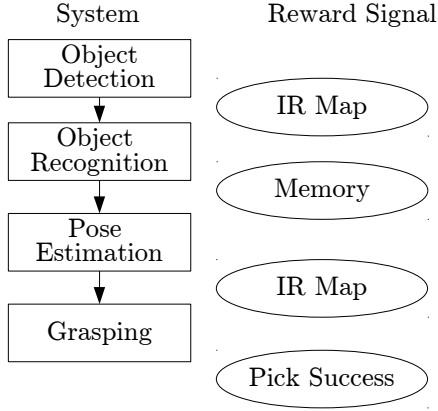 System
Reward Signal
Object
Detection
IR Map
Object
Recognition
Memory
Pose
Estimation
IR Map
Grasping
Pick Success